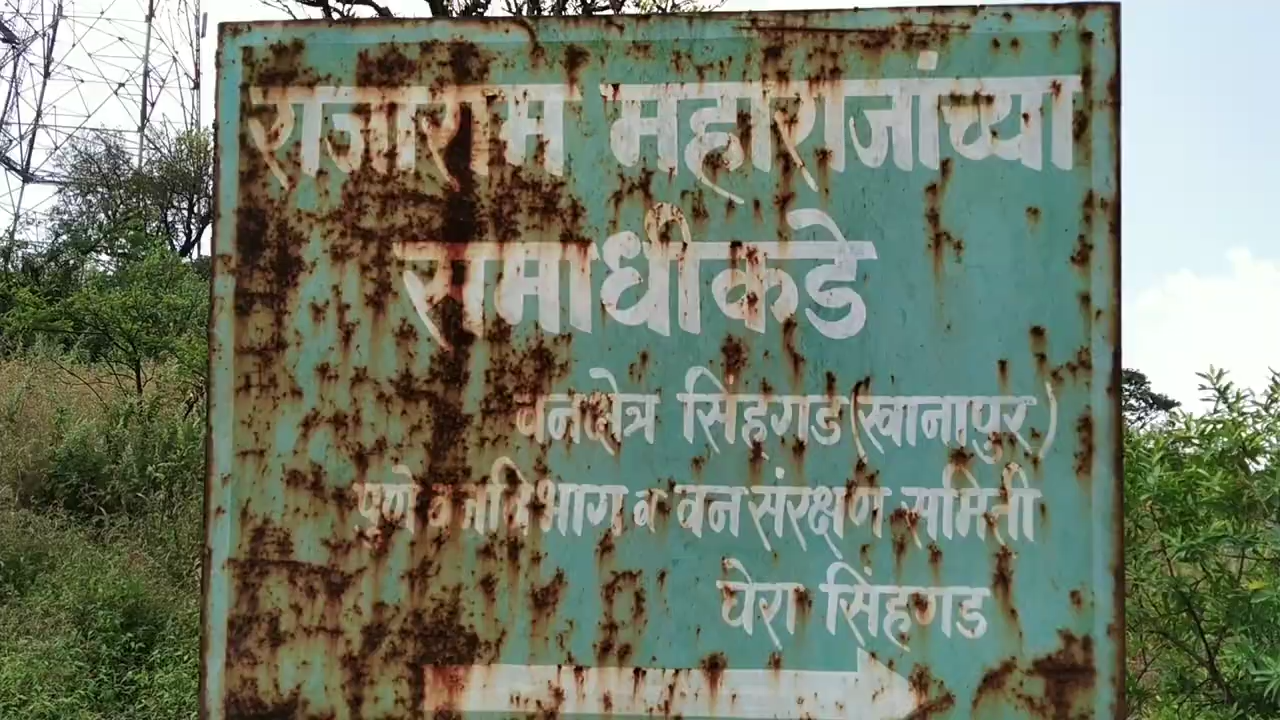 राजाराम महाराजांच्या
समाधीकडे
वनक्षेत्र सिंहगड (खानापुर)
पुणे वनविभाग व वन संरक्षण समिती
घेरा सिंहगड